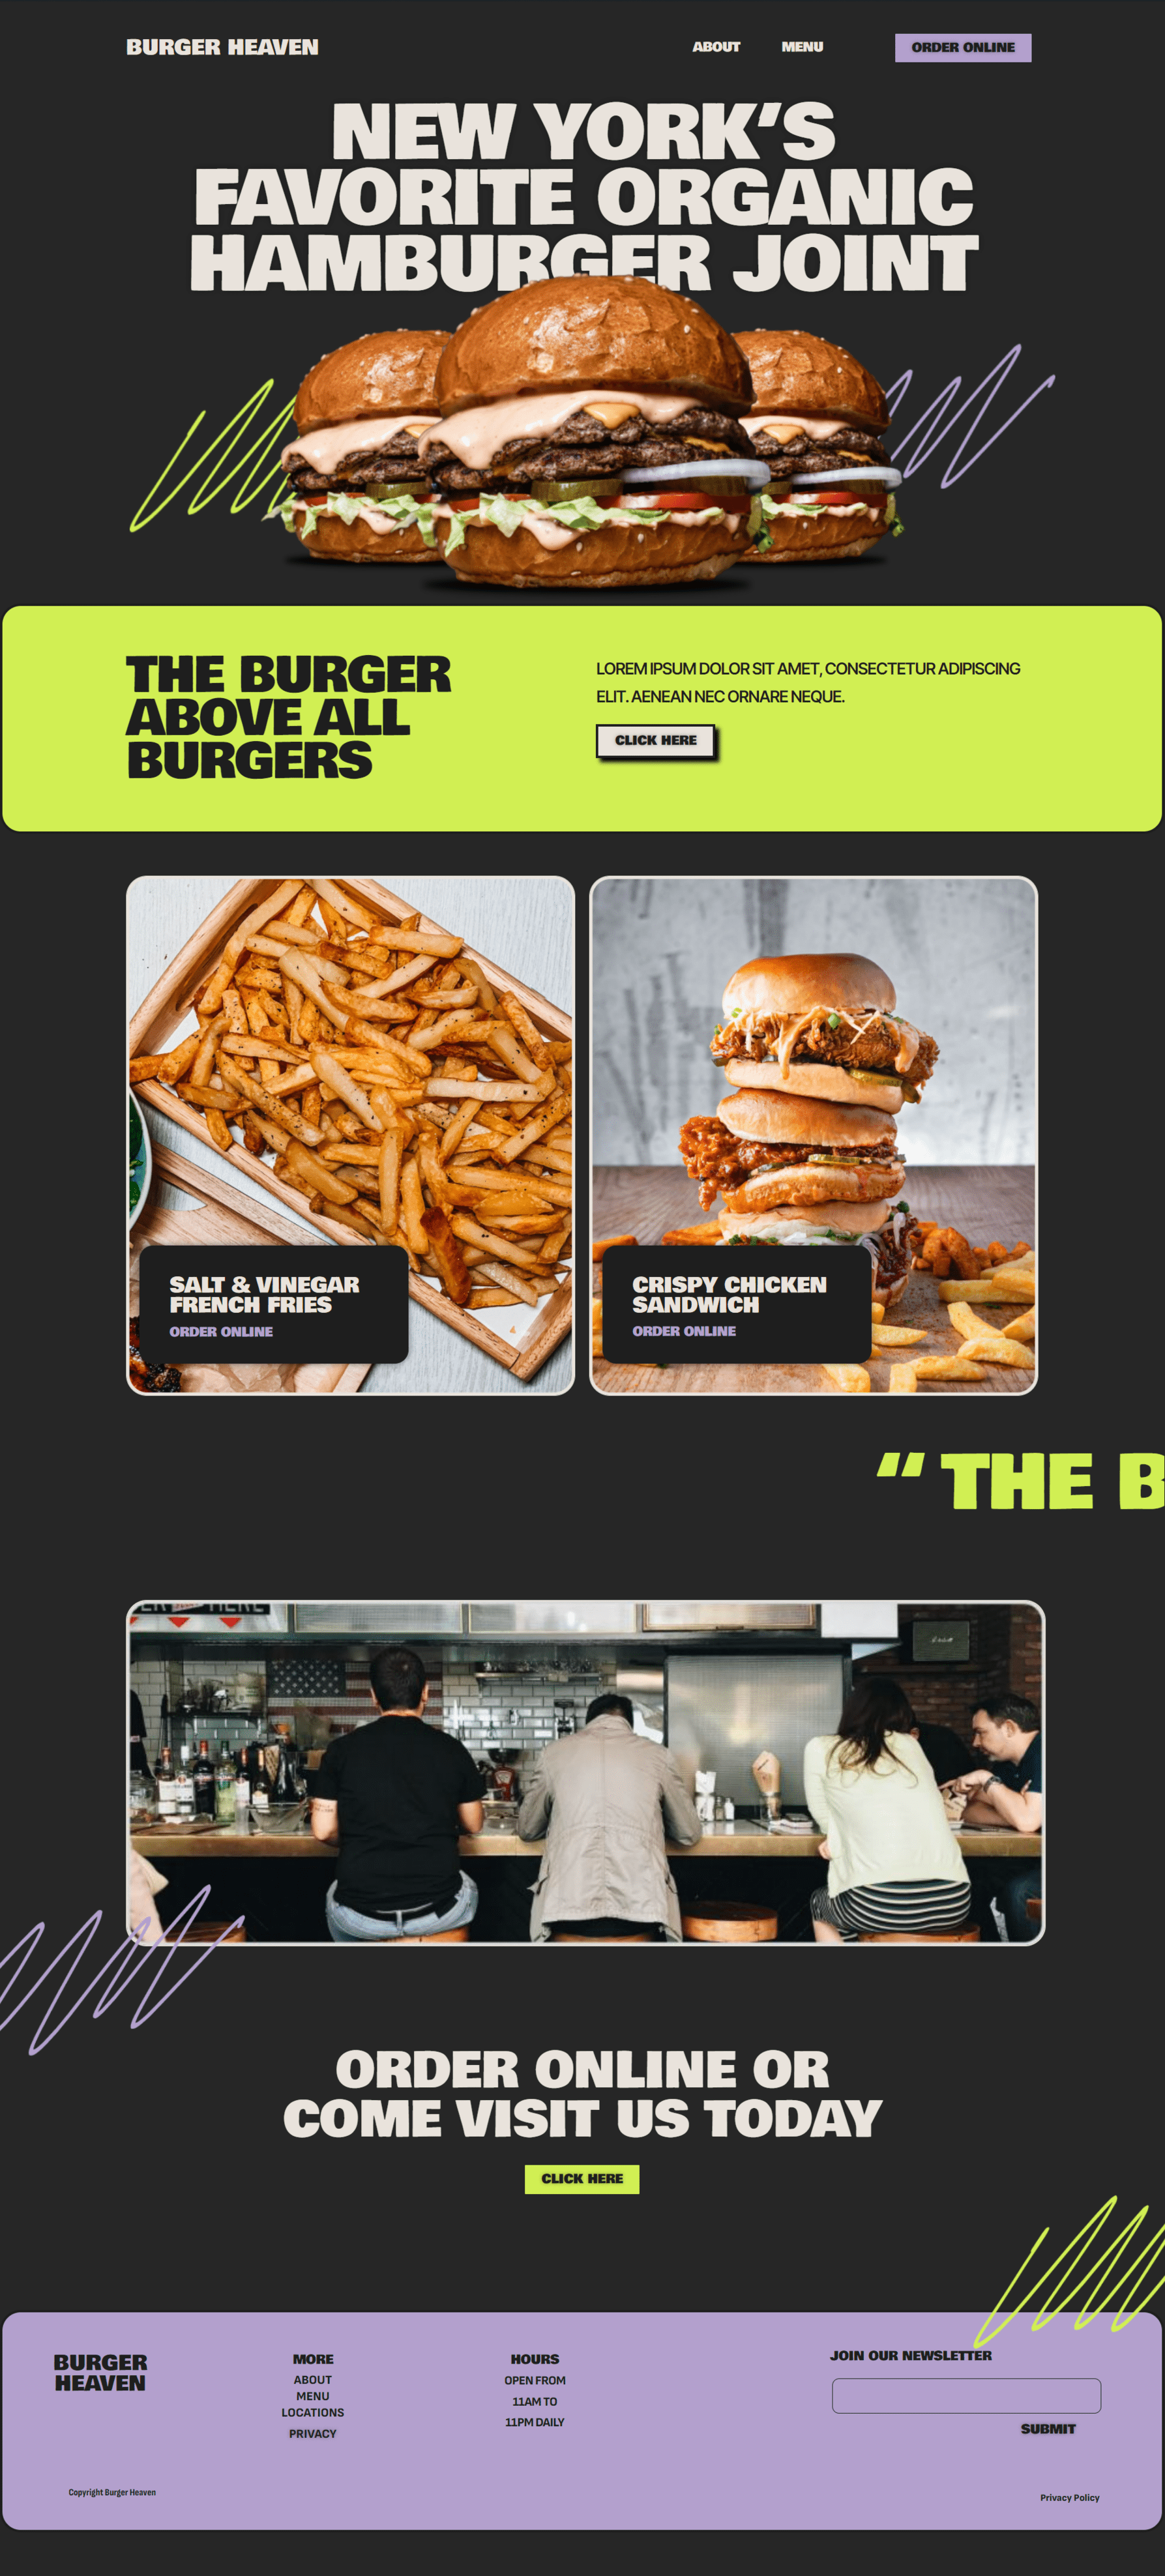 BURGER HEAVEN
ABOUT
MENU
ORDER ONLINE
NEW YORK'S
FAVORITE ORGANIC
HAMBURGER JOINT
THE BURGER
ABOVE ALL
BURGERS
LOREM IPSUM DOLOR SIT AMET, CONSECTETUR ADIPISCING
ELIT. AENEAN NEC ORNARE NEQUE.
CLICK HERE
SALT & VINEGAR
FRENCH FRIES
ORDER ONLINE
CRISPY CHICKEN
SANDWICH
ORDER ONLINE
“ THE B
ORDER ONLINE OR
COME VISIT US TODAY
CLICK HERE
BURGER
HEAVEN
MORE
ABOUT
MENU
LOCATIONS
PRIVACY
HOURS
OPEN FROM
11AM TO
11PM DAILY
JOIN OUR NEWSLETTER
SUBMIT
Copyright Burger Heaven
Privacy Policy